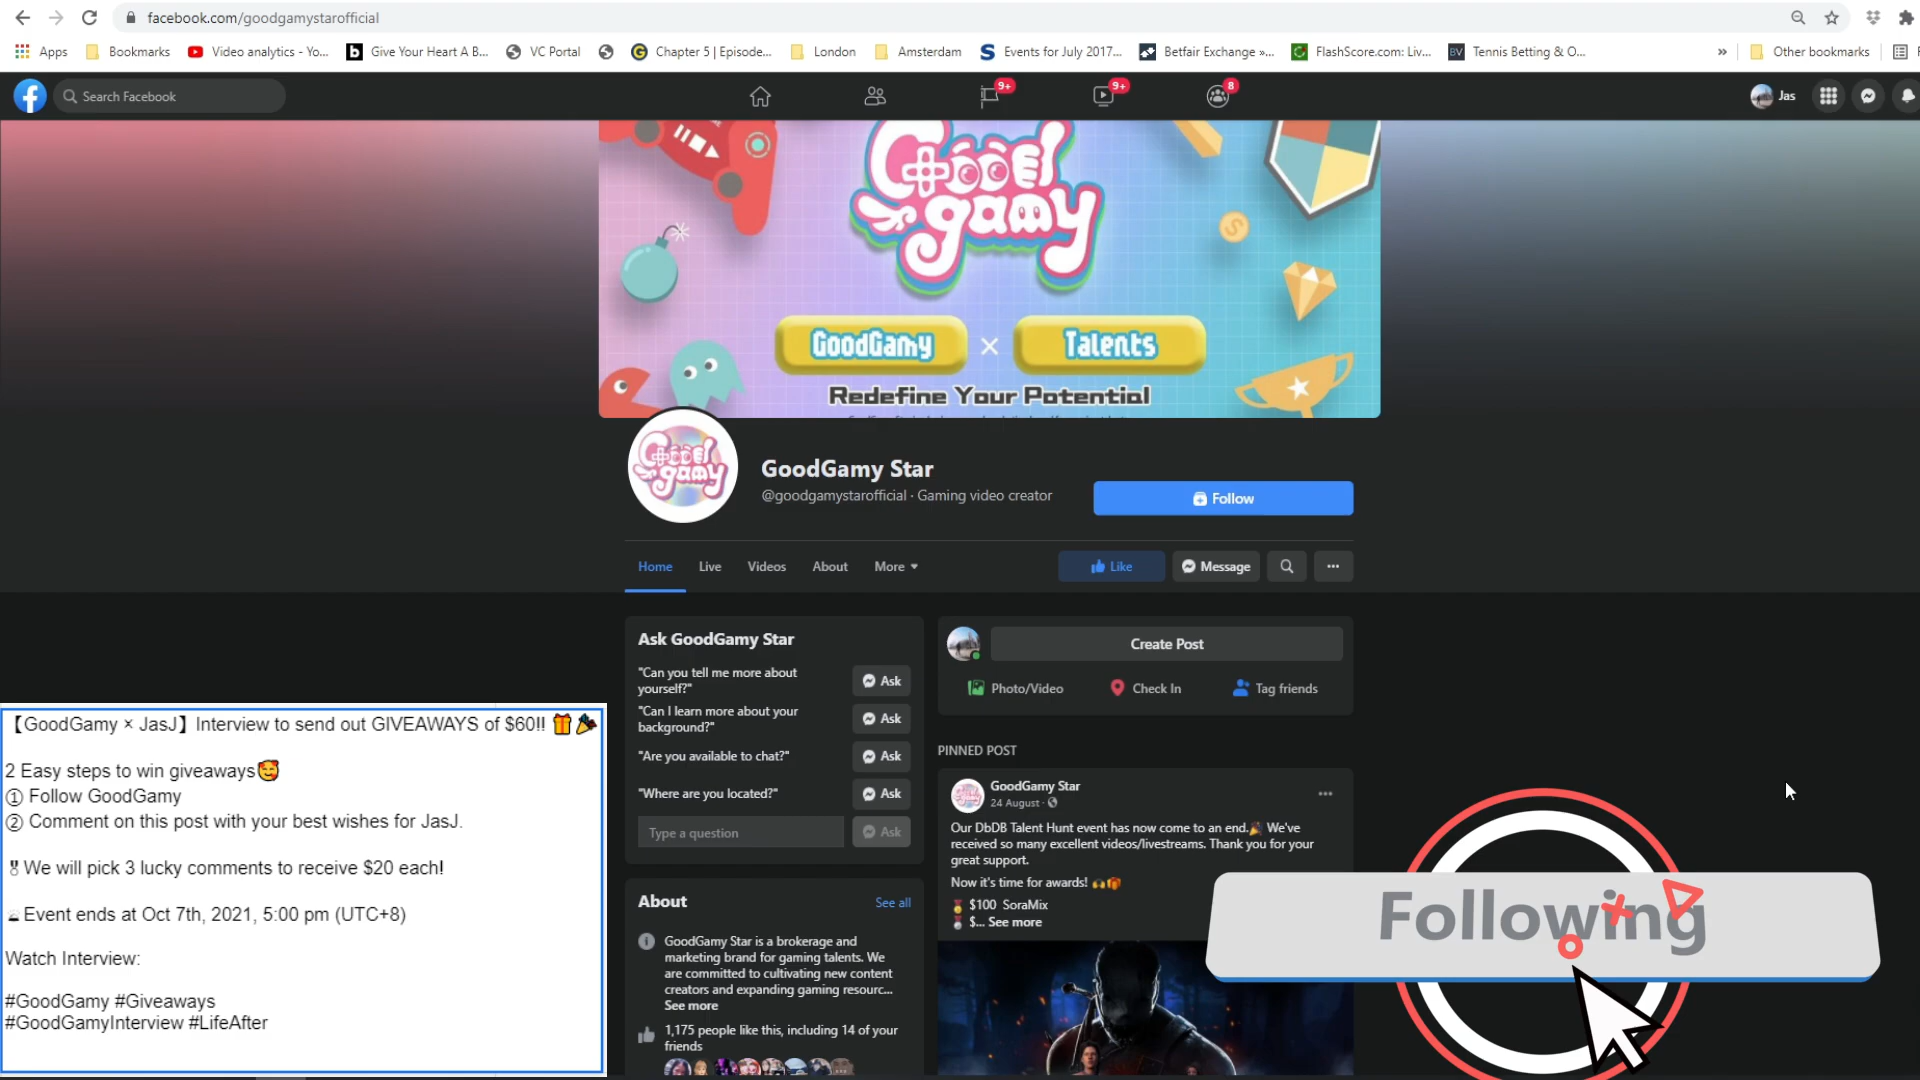 facebook.com/goodgamystarofficial
Apps
Bookmarks
Video analytics - Yo...
Give Your Heart A B...
VC Portal
Chapter 5 | Episode...
London
Amsterdam
Events for July 2017...
Betfair Exchange »...
FlashScore.com: Liv...
Tennis Betting & O...
»
Other bookmarks
Search Facebook
9+
9+
8
Jas
Good gamy
GoodGamy × Talents
Redefine Your Potential
Good gamy
GoodGamy Star
@goodgamystarofficial · Gaming video creator
Follow
Home
Live
Videos
About
More
Like
Message
Ask GoodGamy Star
"Can you tell me more about
yourself?"
Ask
"Can I learn more about your
background?"
Ask
"Are you available to chat?"
Ask
"Where are you located?"
Ask
Type a question
Ask
About
See all
GoodGamy Star is a brokerage and
marketing brand for gaming talents. We
are committed to cultivating new content
creators and expanding gaming resourc...
See more
1,175 people like this, including 14 of your
friends
Create Post
Photo/Video
Check In
Tag friends
PINNED POST
GoodGamy Star
24 August ·
Our DbDB Talent Hunt event has now come to an end.🎉 We've
received so many excellent videos/livestreams. Thank you for your
great support.
Now it's time for awards! 🙌🎁
🥇 $100 SoraMix
🥈 $... See more
【GoodGamy × JasJ】Interview to send out GIVEAWAYS of $60!! 🎁🎉
2 Easy steps to win giveaways🥰
① Follow GoodGamy
② Comment on this post with your best wishes for JasJ.
🎖We will pick 3 lucky comments to receive $20 each!
Event ends at Oct 7th, 2021, 5:00 pm (UTC+8)
Watch Interview:
#GoodGamy #Giveaways
#GoodGamyInterview #LifeAfter
Following